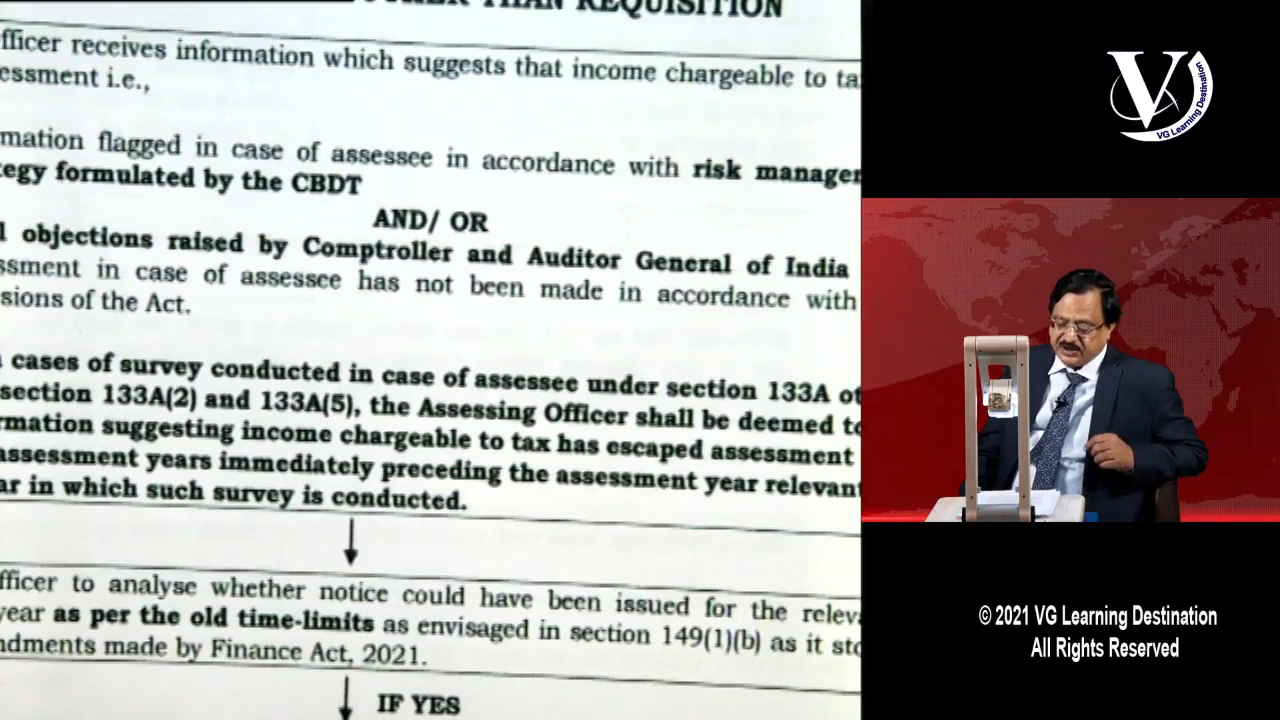 THAN REQUISITION
fficer receives information which suggests that income chargeable to ta
essment i.e.,
mation flagged in case of assessee in accordance with risk manager
egy formulated by the CBDT
AND/ OR
l objections raised by Comptroller and Auditor General of India
ssment in case of assessee has not been made in accordance with
sions of the Act.
cases of survey conducted in case of assessee under section 133A ot
section 133A(2) and 133A(5), the Assessing Officer shall be deemed to
rmation suggesting income chargeable to tax has escaped assessment
assessment years immediately preceding the assessment year relevant
ar in which such survey is conducted.
fficer to analyse whether notice could have been issued for the releva
year as per the old time-limits as envisaged in section 149(1)(b) as it sto
ndments made by Finance Act, 2021.
IF YES
V
VG Learning Destination
© 2021 VG Learning Destination
All Rights Reserved